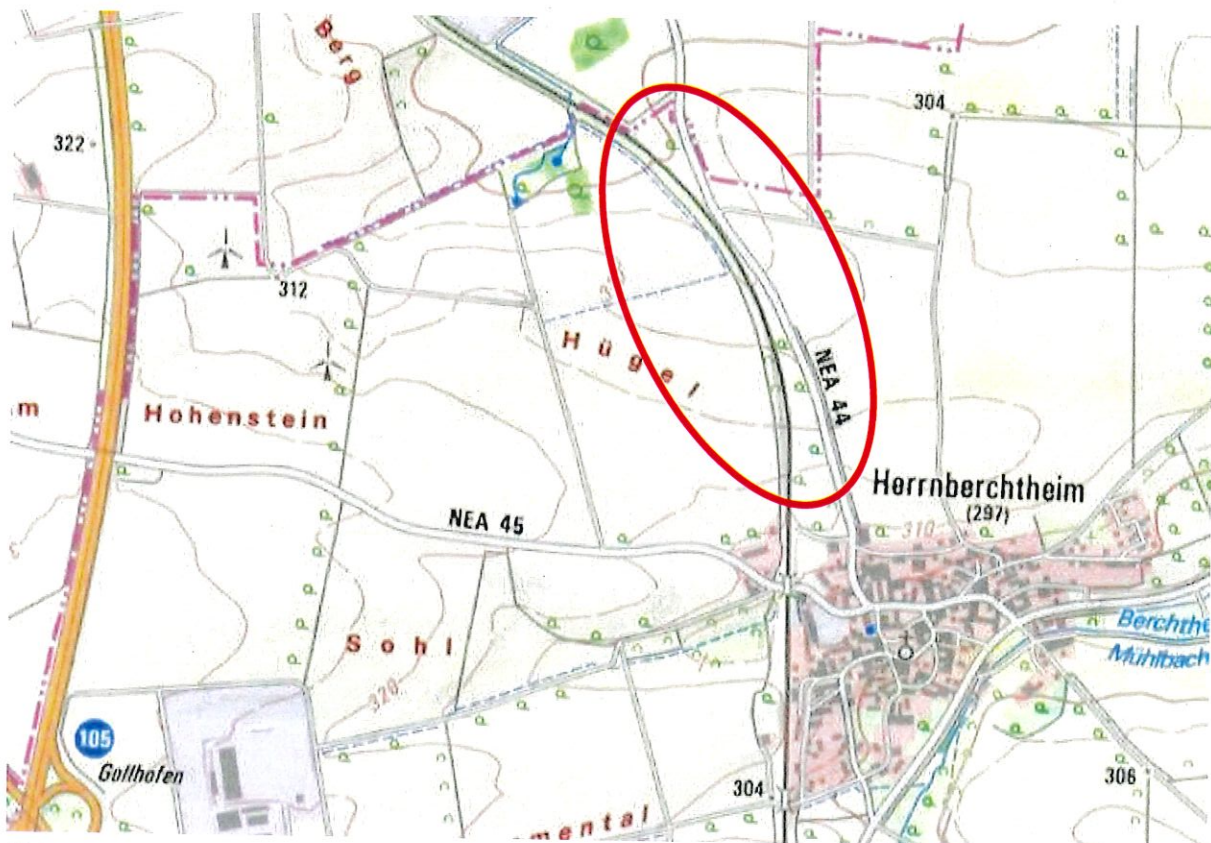 Berg
322
304
312
Hügel
NEA 44
m
Hohenstein
Herrnberchtheim
(297)
310
NEA 45
Sohl
320
Berchthe
Mühlbach
105
Gollhofen
304
306
mental